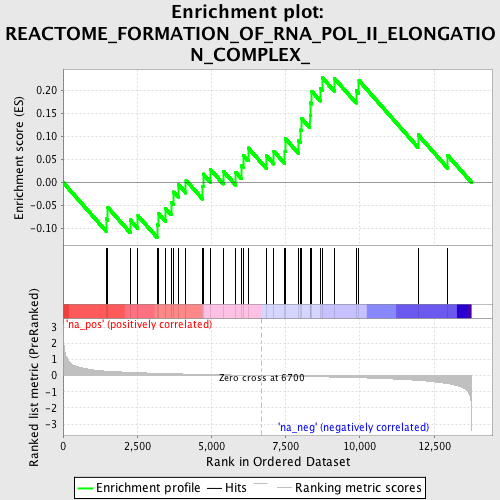 Enrichment plot:
REACTOME_FORMATION_OF_RNA_POL_II_ELONGATIO
N_COMPLEX_
Enrichment score (ES)
0.20
0.15
0.10
0.05
0.00
-0.05
-0.10
'na_pos' (positively correlated)
Ranked list metric (PreRanked)
3
2
1
0
-1
-2
-3
Zero cross at 6700
'na_neg' (negatively correlated)
0
2,500
5,000
7,500
10,000
12,500
Rank in Ordered Dataset
Enrichment profile
Hits
Ranking metric scores